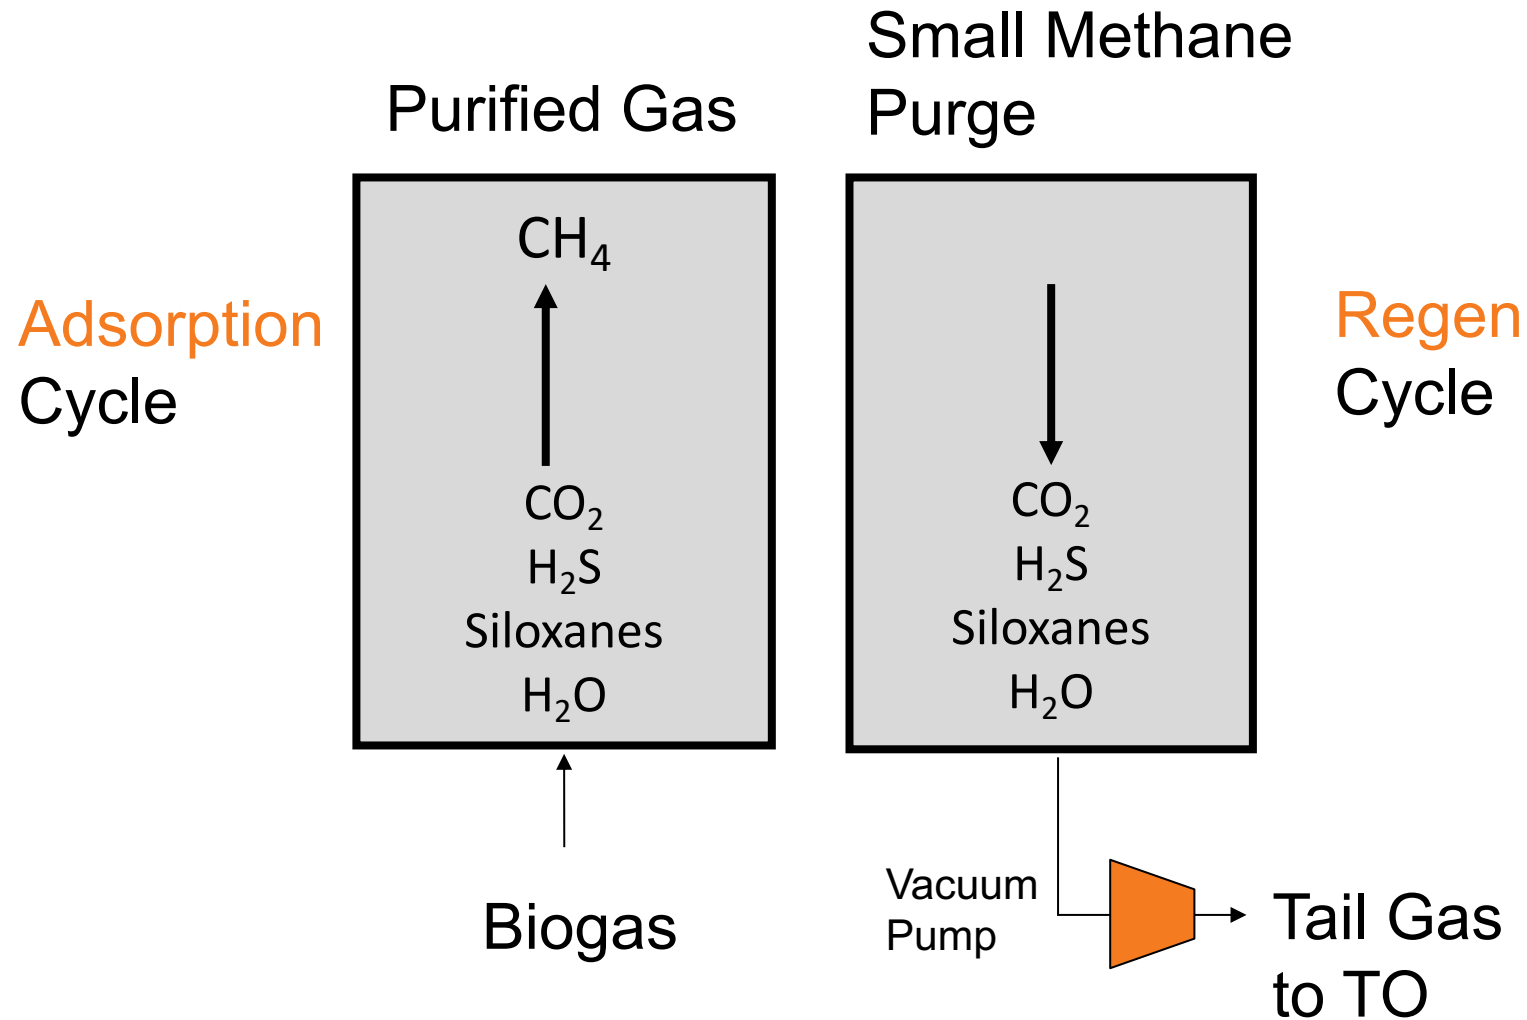 Small Methane
Purge
Purified Gas
CH₄
Adsorption
Cycle
CO₂
H₂S
Siloxanes
H₂O
Biogas
Regen
Cycle
CO₂
H₂S
Siloxanes
H₂O
Vacuum
Pump
Tail Gas
to TO